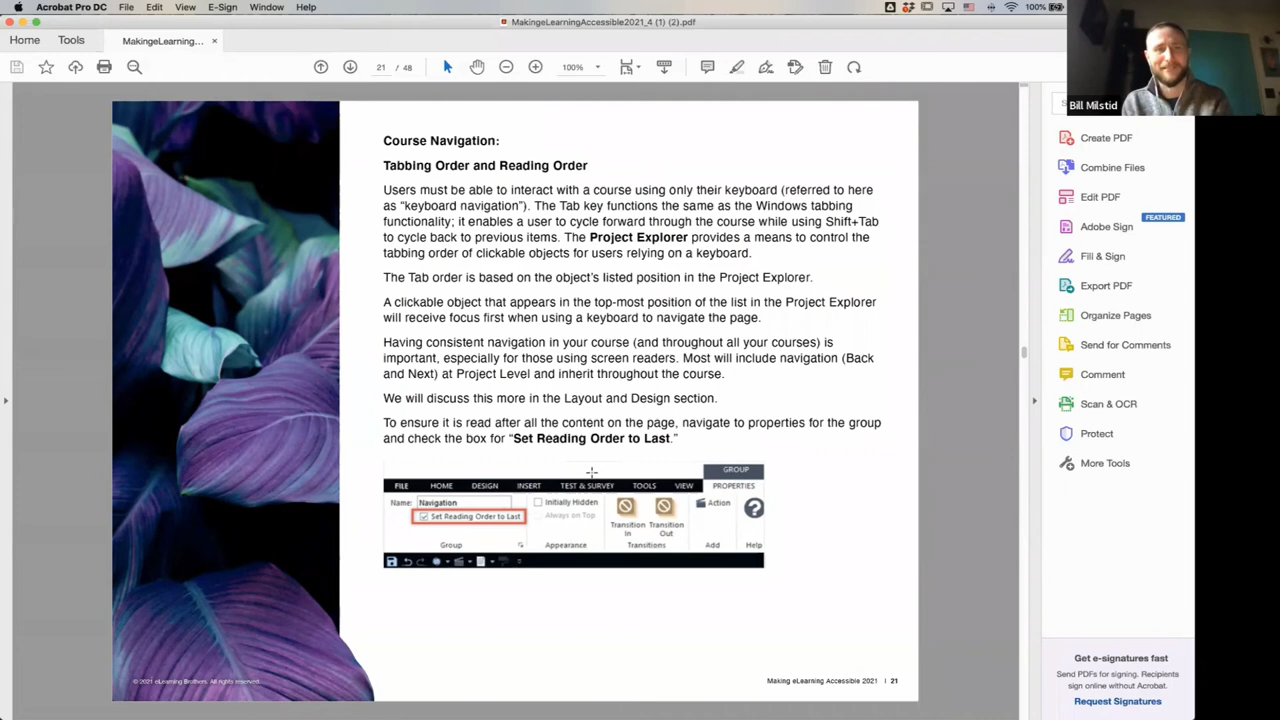 Acrobat Pro DC File Edit View E-Sign Window Help 100%
MakingeLearningAccessible2021_4 (1) (2).pdf
Home Tools MakingeLearning... ×
21 / 48 100%
Bill Milstid
Course Navigation:
Tabbing Order and Reading Order
Users must be able to interact with a course using only their keyboard (referred to here
as “keyboard navigation”). The Tab key functions the same as the Windows tabbing
functionality; it enables a user to cycle forward through the course while using Shift+Tab
to cycle back to previous items. The Project Explorer provides a means to control the
tabbing order of clickable objects for users relying on a keyboard.
The Tab order is based on the object’s listed position in the Project Explorer.
A clickable object that appears in the top-most position of the list in the Project Explorer
will receive focus first when using a keyboard to navigate the page.
Having consistent navigation in your course (and throughout all your courses) is
important, especially for those using screen readers. Most will include navigation (Back
and Next) at Project Level and inherit throughout the course.
We will discuss this more in the Layout and Design section.
To ensure it is read after all the content on the page, navigate to properties for the group
and check the box for “Set Reading Order to Last.”
GROUP
FILE HOME DESIGN INSERT TEST & SURVEY TOOLS VIEW PROPERTIES
Name: Navigation Initially Hidden Action
Set Reading Order to Last Always on Top
Transition In Transition Out
Group Appearance Transitions Add Help
© 2021 eLearning Brothers. All rights reserved.
Making eLearning Accessible 2021 | 21
Create PDF
Combine Files
Edit PDF
FEATURED
Adobe Sign
Fill & Sign
Export PDF
Organize Pages
Send for Comments
Comment
Scan & OCR
Protect
More Tools
Get e-signatures fast
Send PDFs for signing. Recipients
sign online without Acrobat.
Request Signatures